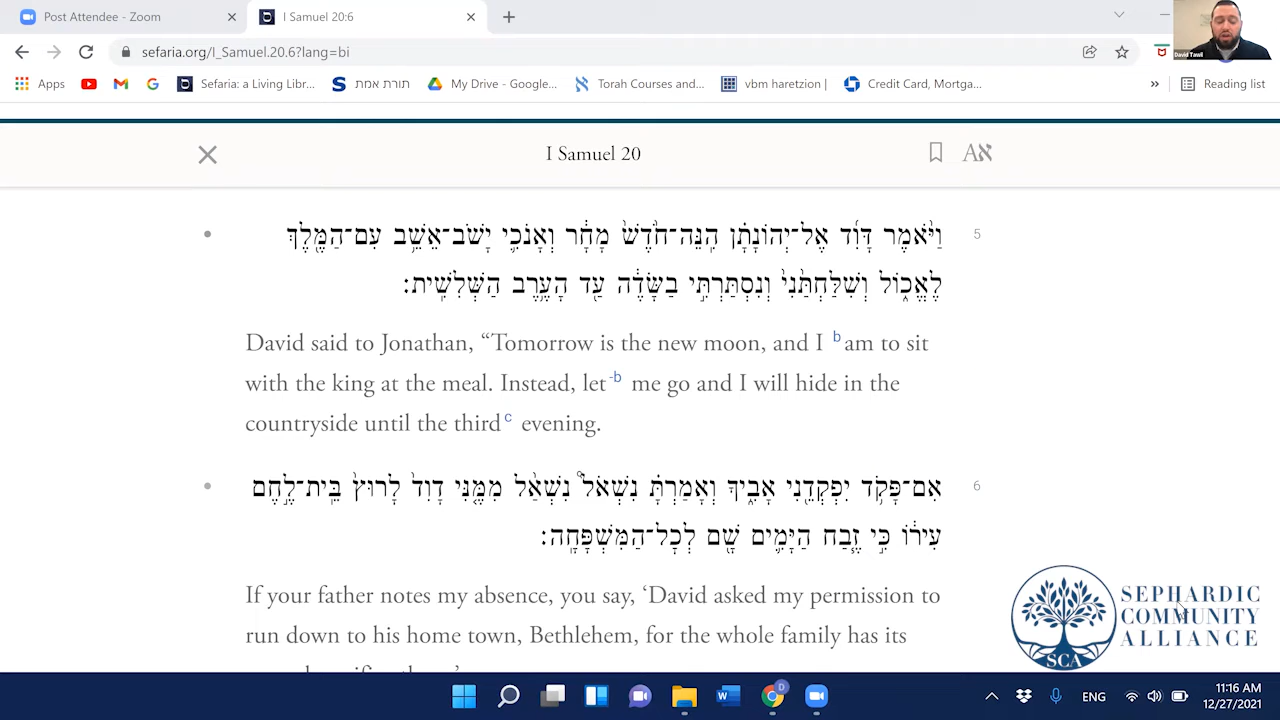 Post Attendee - Zoom
I Samuel 20:6
sefaria.org/I_Samuel.20.6?lang=bi
David Tawil
Apps
Sefaria: a Living Libr...
תורת אמת
My Drive - Google...
Torah Courses and...
vbm haretzion |
Credit Card, Mortga...
»
Reading list
I Samuel 20
Aא
5
וַיֹּ֨אמֶר דָּוִ֜ד אֶל־יְהוֹנָתָ֗ן הִֽנֵּה־חֹ֙דֶשׁ֙ מָחָ֔ר וְאָנֹכִ֛י יָשֹׁב־אֵשֵׁ֥ב עִם־הַמֶּ֖לֶךְ
לֶאֱכ֑וֹל וְשִׁלַּחְתַּ֙נִי֙ וְנִסְתַּרְתִּ֣י בַשָּׂדֶ֔ה עַ֖ד הָעֶ֥רֶב הַשְּׁלִשִֽׁית׃
David said to Jonathan, “Tomorrow is the new moon, and I b am to sit
with the king at the meal. Instead, let -b me go and I will hide in the
countryside until the third c evening.
6
אִם־פָּקֹ֥ד יִפְקְדֵ֖נִי אָבִ֑יךָ וְאָמַרְתָּ֗ נִשְׁאֹל֩ נִשְׁאַ֨ל מִמֶּ֤נִּי דָוִד֙ לָרוּץ֙ בֵּֽית־לֶ֣חֶם
עִיר֔וֹ כִּ֣י זֶ֧בַח הַיָּמִ֛ים שָׁ֖ם לְכׇל־הַמִּשְׁפָּחָֽה׃
If your father notes my absence, you say, ‘David asked my permission to
run down to his home town, Bethlehem, for the whole family has its
SEPHARDIC
COMMUNITY
ALLIANCE
SCA
ENG
11:16 AM
12/27/2021